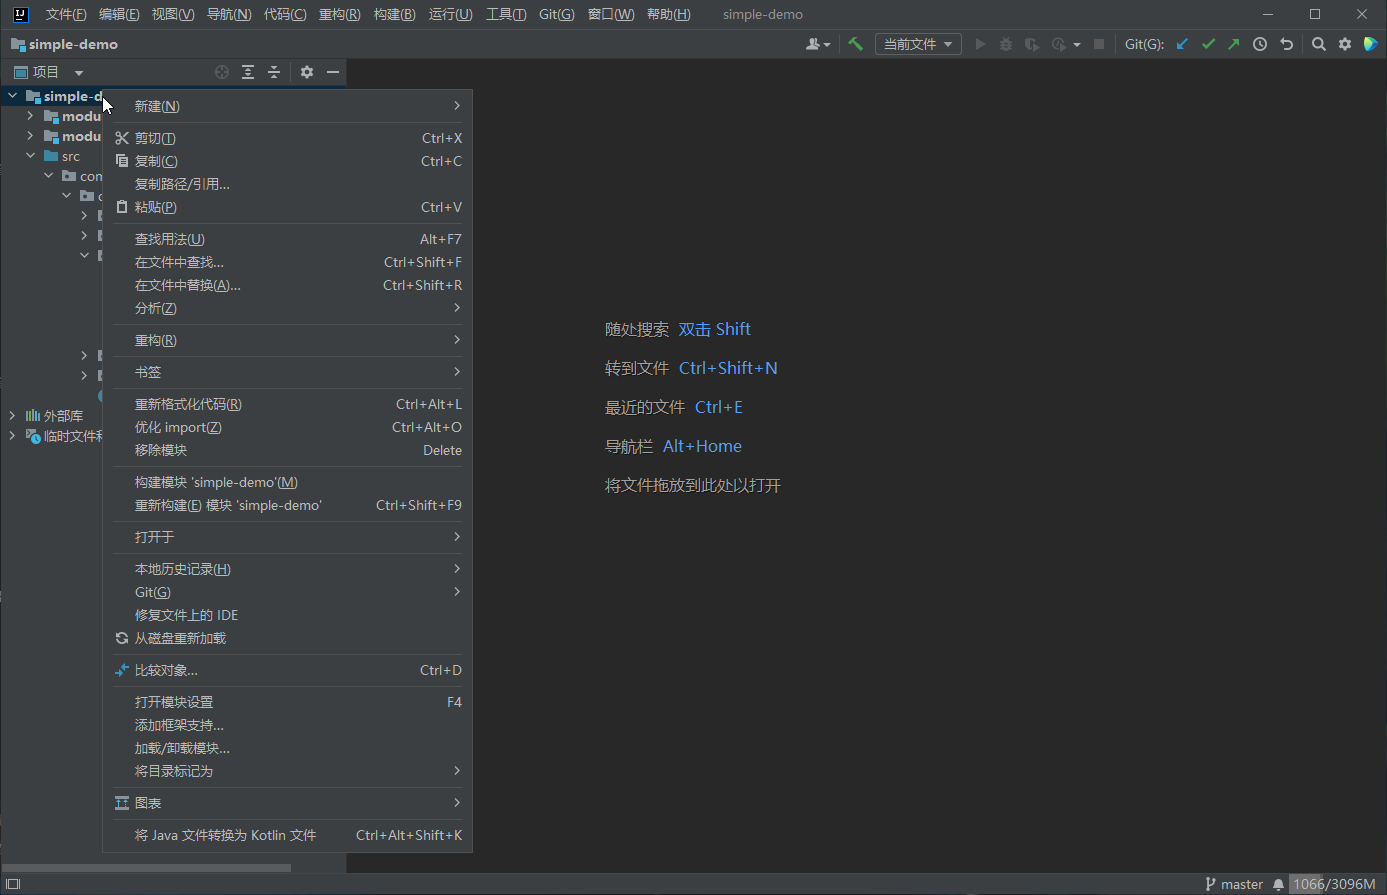 文件(F) 编辑(E) 视图(V) 导航(N) 代码(C) 重构(R) 构建(B) 运行(U) 工具(T) Git(G) 窗口(W) 帮助(H) simple-demo
simple-demo 当前文件 Git(G):
项目
simple-d
modu
modu
src
com
外部库
临时文件和
新建(N)
剪切(T) Ctrl+X
复制(C) Ctrl+C
复制路径/引用...
粘贴(P) Ctrl+V
查找用法(U) Alt+F7
在文件中查找... Ctrl+Shift+F
在文件中替换(A)... Ctrl+Shift+R
分析(Z)
重构(R)
书签
重新格式化代码(R) Ctrl+Alt+L
优化 import(Z) Ctrl+Alt+O
移除模块 Delete
构建模块 'simple-demo'(M)
重新构建(E) 模块 'simple-demo' Ctrl+Shift+F9
打开于
本地历史记录(H)
Git(G)
修复文件上的 IDE
从磁盘重新加载
比较对象... Ctrl+D
打开模块设置 F4
添加框架支持...
加载/卸载模块...
将目录标记为
图表
将 Java 文件转换为 Kotlin 文件 Ctrl+Alt+Shift+K
随处搜索 双击 Shift
转到文件 Ctrl+Shift+N
最近的文件 Ctrl+E
导航栏 Alt+Home
将文件拖放到此处以打开
master 1066/3096M